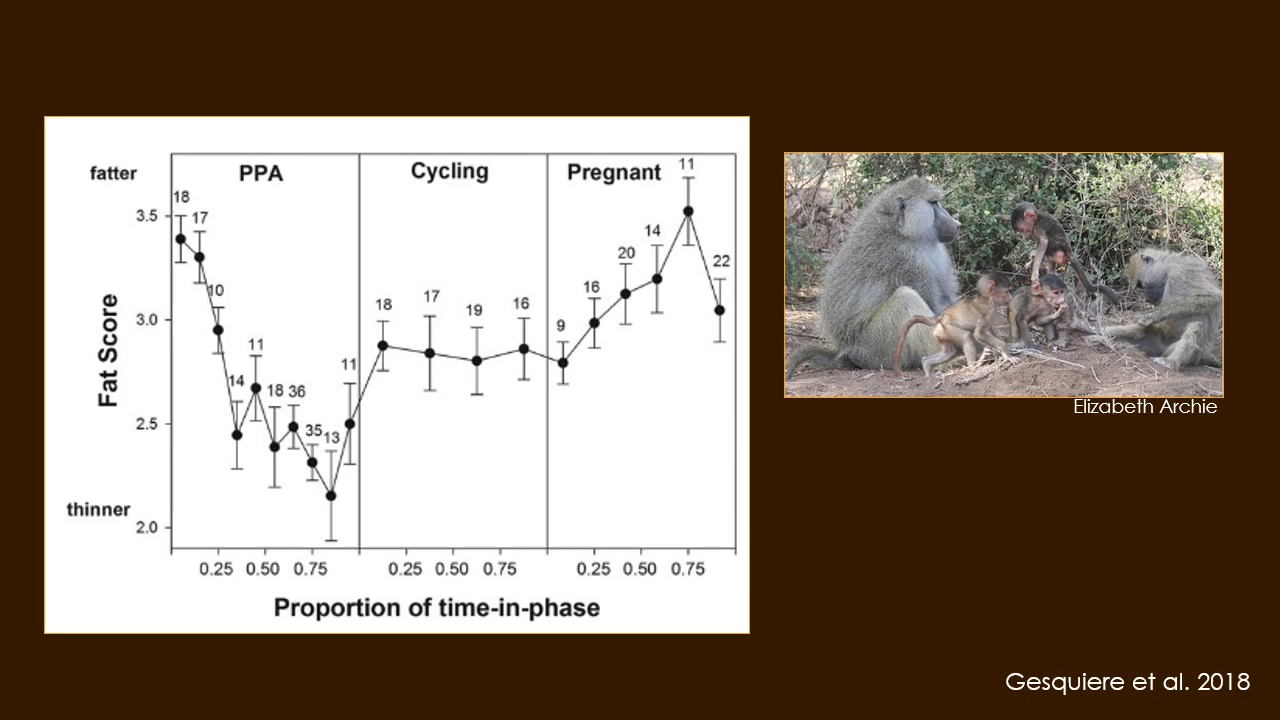 PPA
Cycling
Pregnant
fatter
thinner
Fat Score
3.5
3.0
2.5
2.0
18
17
10
14
11
18
36
35
13
11
18
17
19
16
9
16
20
14
11
22
0.25 0.50 0.75
0.25 0.50 0.75
0.25 0.50 0.75
Proportion of time-in-phase
Elizabeth Archie
Gesquiere et al. 2018